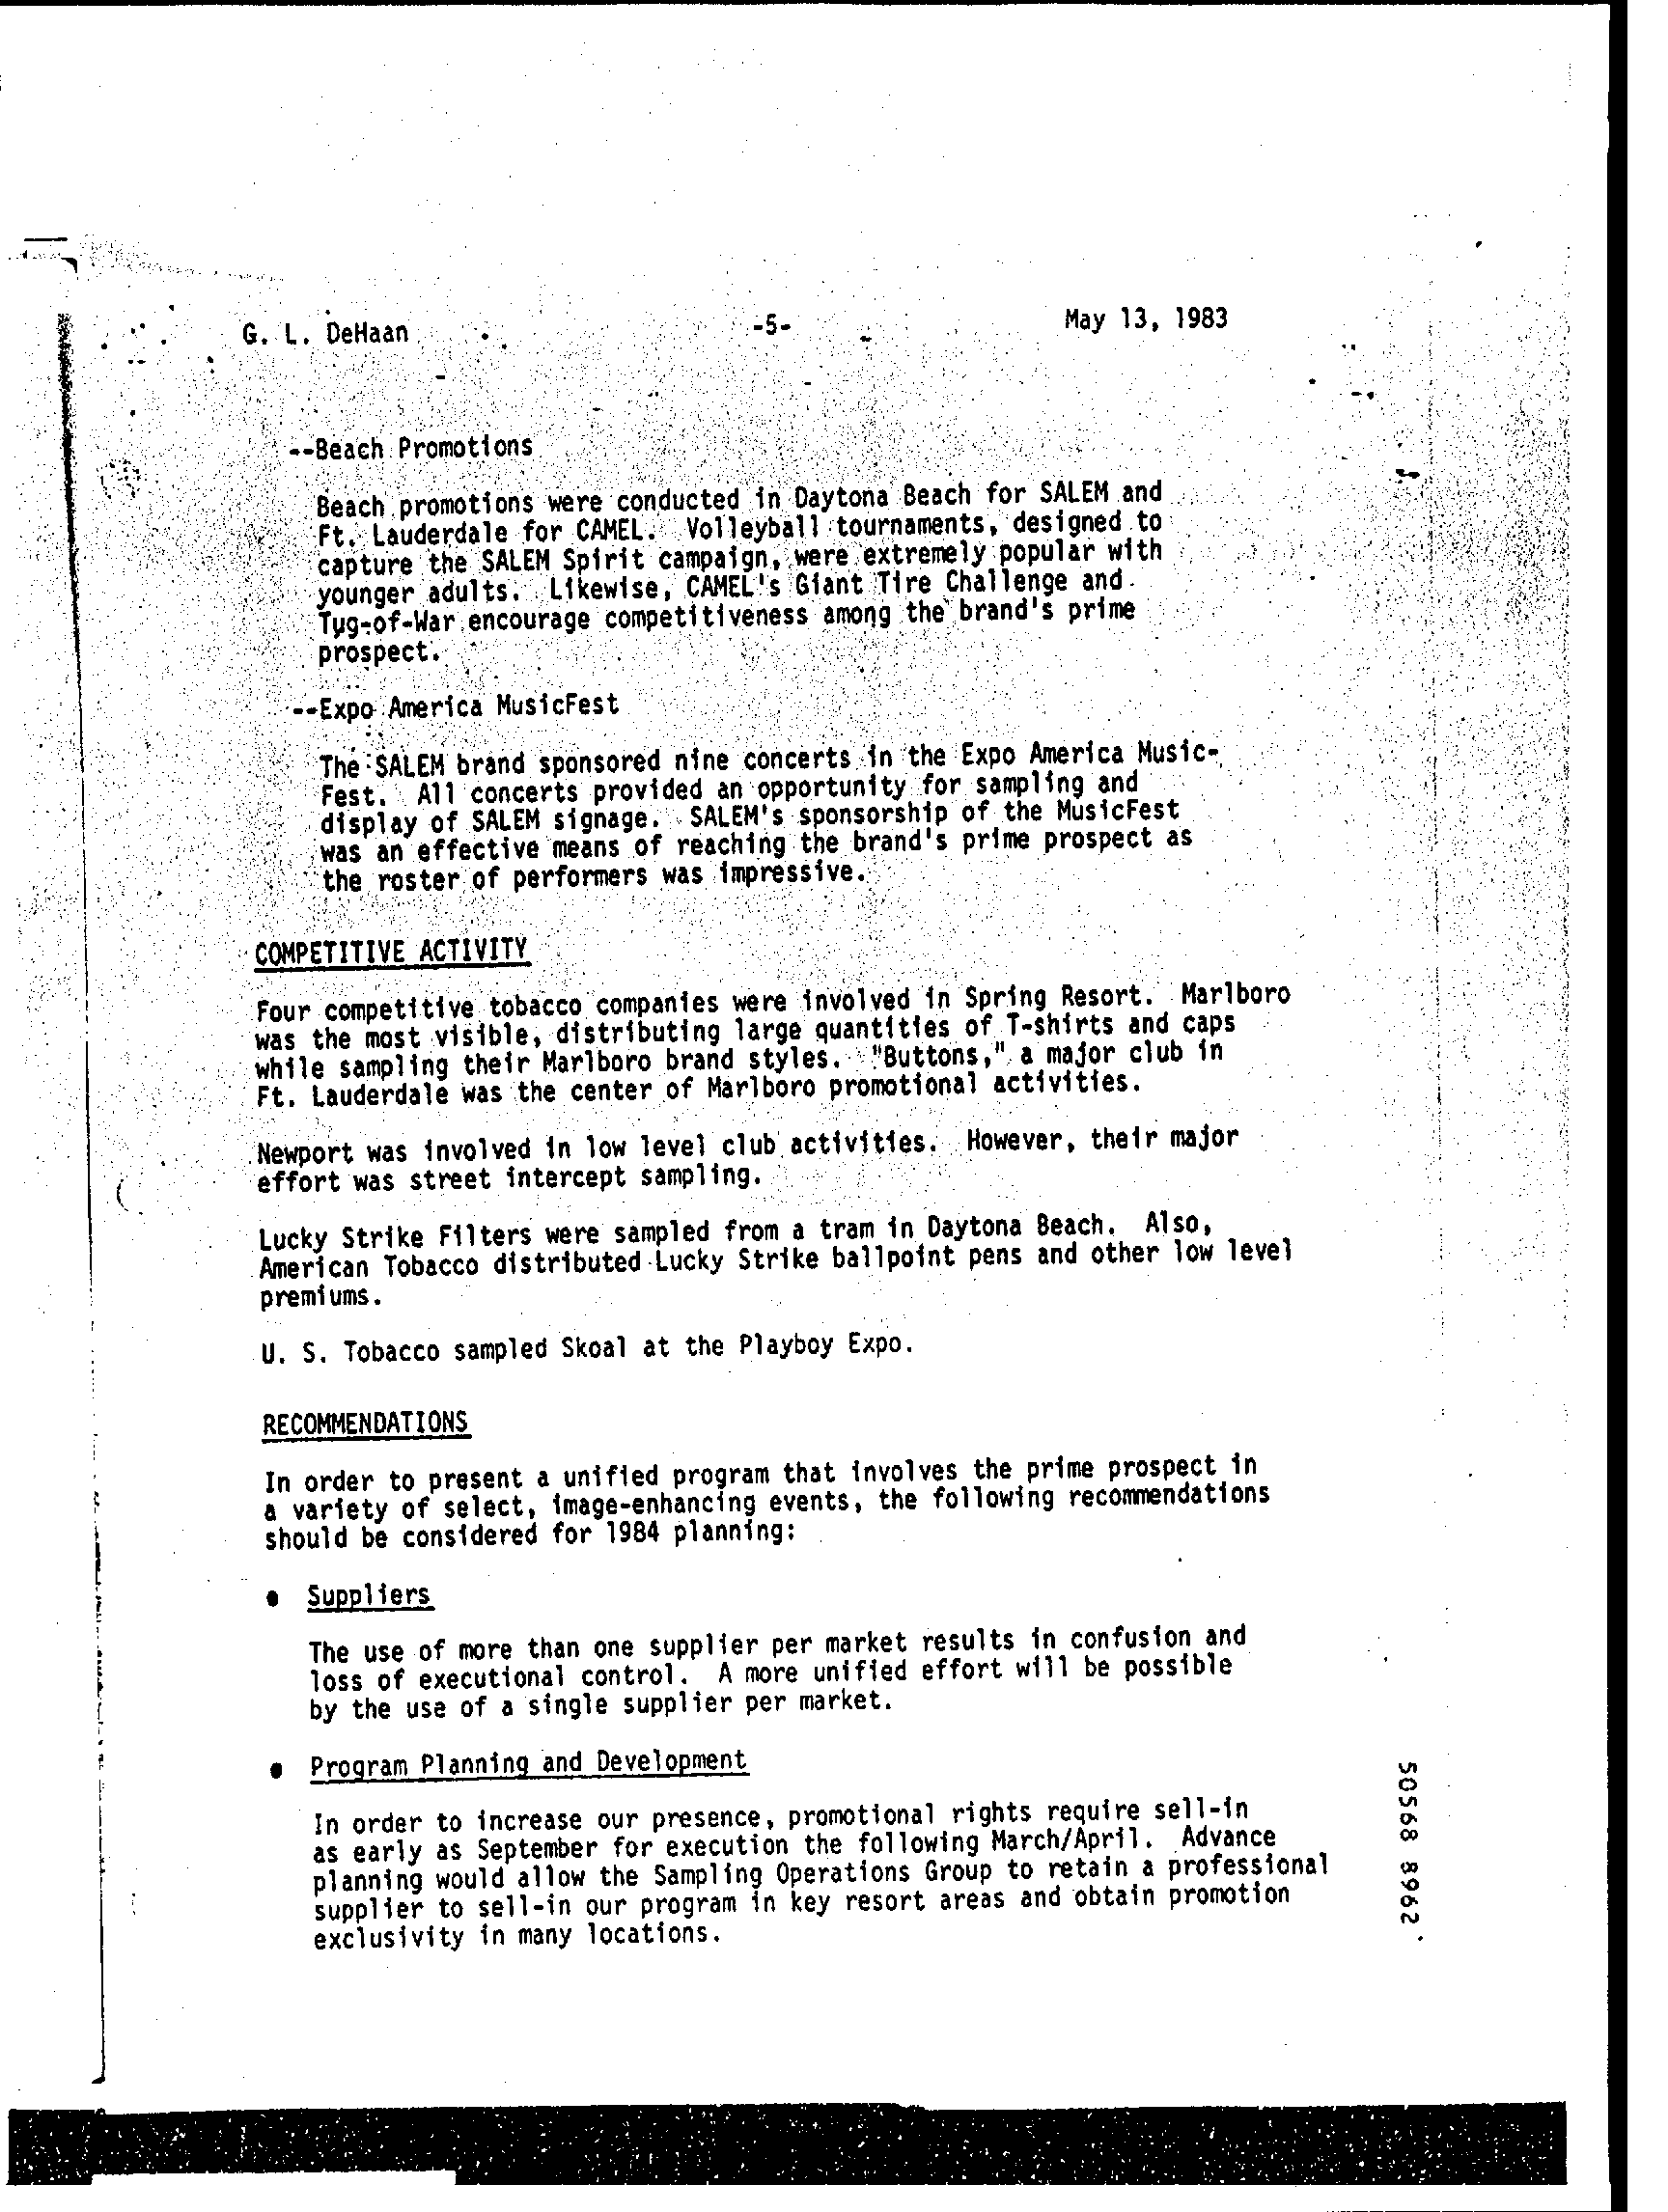 G. L. DeHaan -5- May 13, 1983
--Beach Promotions
Beach promotions were conducted in Daytona Beach for SALEM and
Ft. Lauderdale for CAMEL. Volleyball tournaments, designed to
capture the SALEM Spirit campaign, were extremely popular with
younger adults. Likewise, CAMEL's Giant Tire Challenge and
Tug-of-War encourage competitiveness among the brand's prime
prospect.
--Expo America MusicFest
The SALEM brand sponsored nine concerts in the Expo America Music-
Fest. All concerts provided an opportunity for sampling and
display of SALEM signage. SALEM's sponsorship of the MusicFest
was an effective means of reaching the brand's prime prospect as
the roster of performers was impressive.
COMPETITIVE ACTIVITY
Four competitive tobacco companies were involved in Spring Resort. Marlboro
was the most visible, distributing large quantities of T-shirts and caps
while sampling their Marlboro brand styles. "Buttons," a major club in
Ft. Lauderdale was the center of Marlboro promotional activities.
Newport was involved in low level club activities. However, their major
effort was street intercept sampling.
Lucky Strike Filters were sampled from a tram in Daytona Beach. Also,
American Tobacco distributed Lucky Strike ballpoint pens and other low level
premiums.
U. S. Tobacco sampled Skoal at the Playboy Expo.
RECOMMENDATIONS
In order to present a unified program that involves the prime prospect in
a variety of select, image-enhancing events, the following recommendations
should be considered for 1984 planning:
• Suppliers
The use of more than one supplier per market results in confusion and
loss of executional control. A more unified effort will be possible
by the use of a single supplier per market.
• Program Planning and Development
In order to increase our presence, promotional rights require sell-in
as early as September for execution the following March/April. Advance
planning would allow the Sampling Operations Group to retain a professional
supplier to sell-in our program in key resort areas and obtain promotion
exclusivity in many locations.
50568 8962